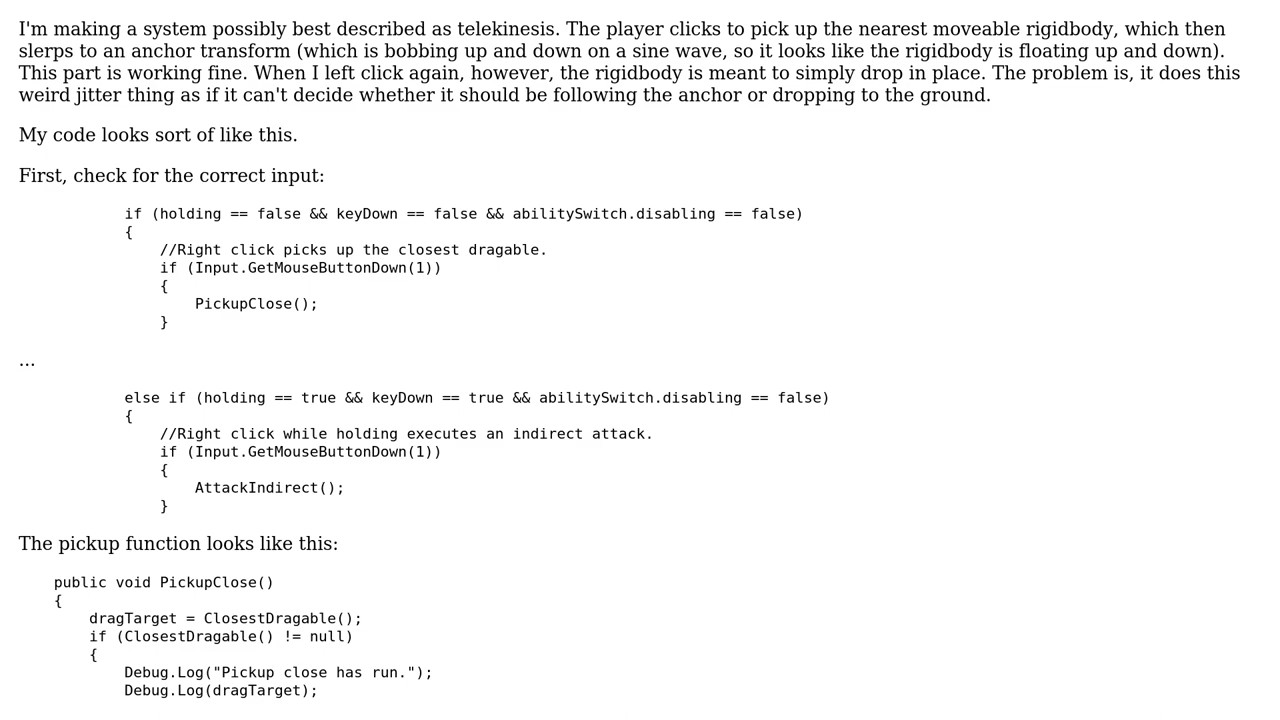 I'm making a system possibly best described as telekinesis. The player clicks to pick up the nearest moveable rigidbody, which then
slerps to an anchor transform (which is bobbing up and down on a sine wave, so it looks like the rigidbody is floating up and down).
This part is working fine. When I left click again, however, the rigidbody is meant to simply drop in place. The problem is, it does this
weird jitter thing as if it can't decide whether it should be following the anchor or dropping to the ground.
My code looks sort of like this.
First, check for the correct input:
if (holding == false && keyDown == false && abilitySwitch.disabling == false)
{
//Right click picks up the closest dragable.
if (Input.GetMouseButtonDown(1))
{
PickupClose();
}
...
else if (holding == true && keyDown == true && abilitySwitch.disabling == false)
{
//Right click while holding executes an indirect attack.
if (Input.GetMouseButtonDown(1))
{
AttackIndirect();
}
The pickup function looks like this:
public void PickupClose()
{
dragTarget = ClosestDragable();
if (ClosestDragable() != null)
{
Debug.Log("Pickup close has run.");
Debug.Log(dragTarget);